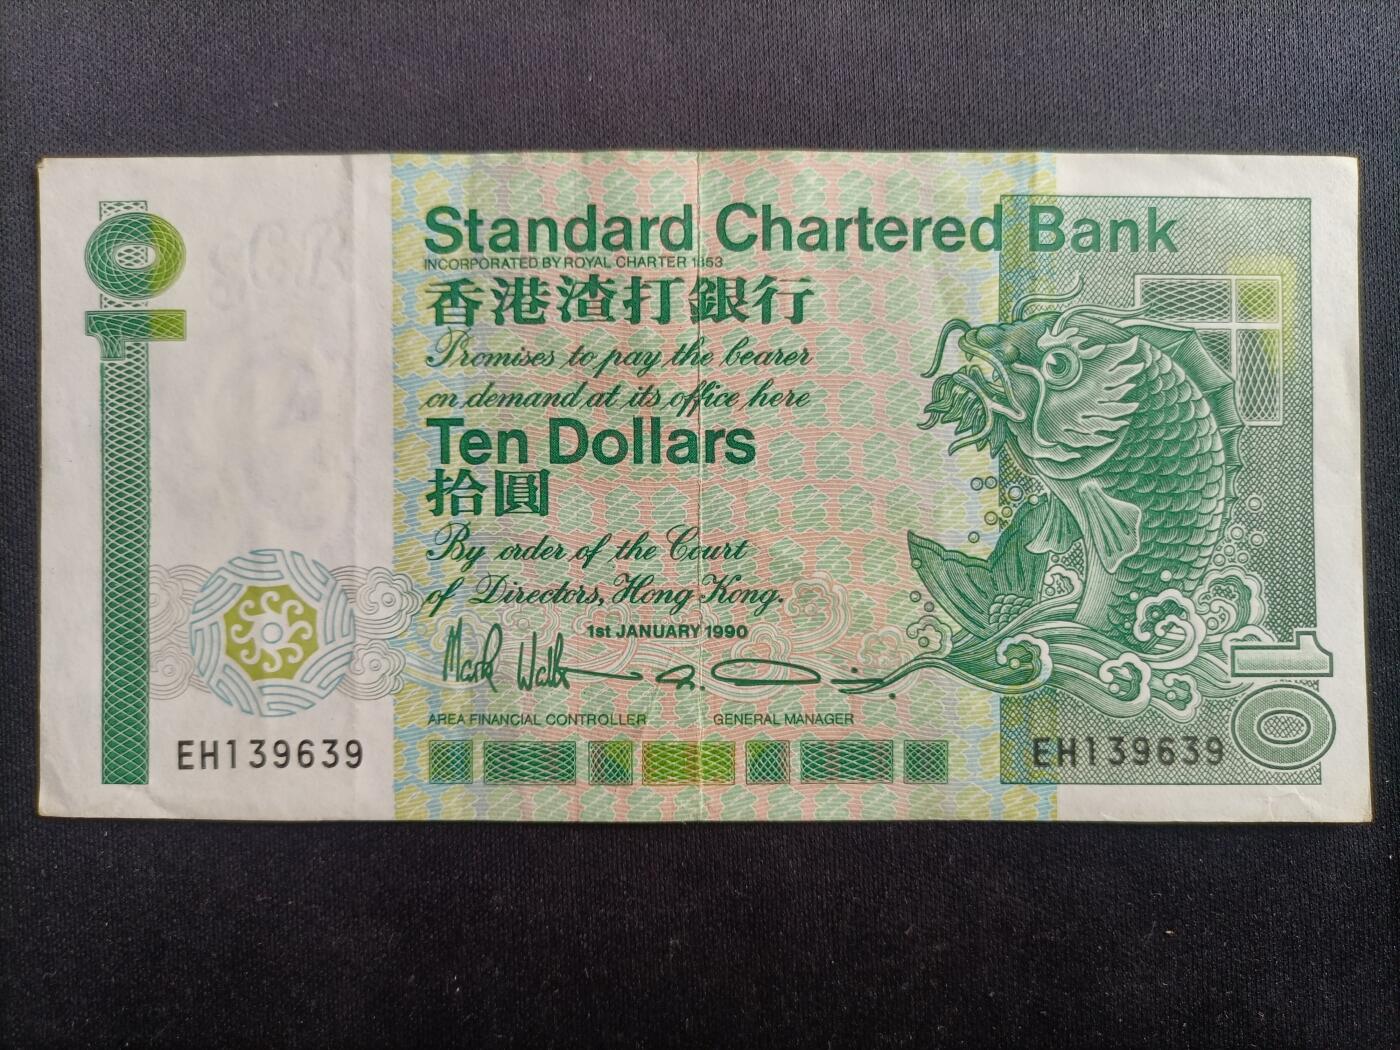 10
Standard Chartered Bank
INCORPORATED BY ROYAL CHARTER 1853
香港渣打銀行
Promises to pay the bearer
on demand at its office here
Ten Dollars
拾圓
By order of the Court
of Directors, Hong Kong.
1st JANUARY 1990
AREA FINANCIAL CONTROLLER
GENERAL MANAGER
EH139639
EH139639
10